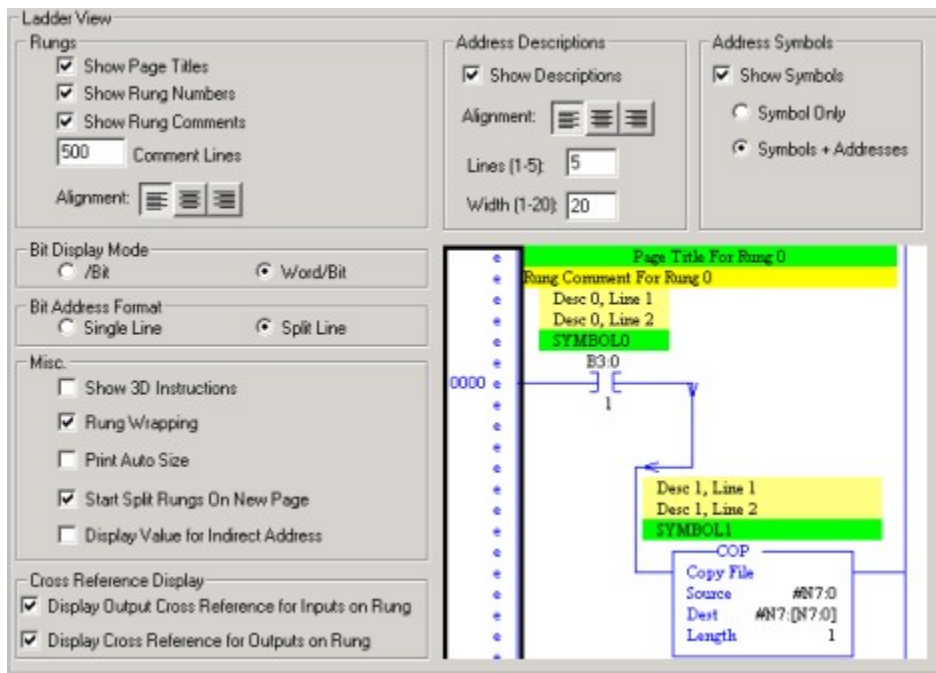 Ladder View
Rungs
Show Page Titles
Show Rung Numbers
Show Rung Comments
500 Comment Lines
Alignment:
Address Descriptions
Show Descriptions
Alignment:
Lines (1-5): 5
Width (1-20): 20
Address Symbols
Show Symbols
Symbol Only
Symbols + Addresses
Bit Display Mode
/Bit Word/Bit
Bit Address Format
Single Line Split Line
Misc.
Show 3D Instructions
Rung Wrapping
Print Auto Size
Start Split Rungs On New Page
Display Value for Indirect Address
Cross Reference Display
Display Output Cross Reference for Inputs on Rung
Display Cross Reference for Outputs on Rung
e Page Title For Rung 0
e Rung Comment For Rung 0
e Desc 0, Line 1
e Desc 0, Line 2
e SYMBOL0
e B3:0
0000 e
e 1
e
e
e
e Desc 1, Line 1
e Desc 1, Line 2
e SYMBOL1
e COP
e Copy File
e Source #N7:0
e Dest #N7:[N7:0]
e Length 1
e